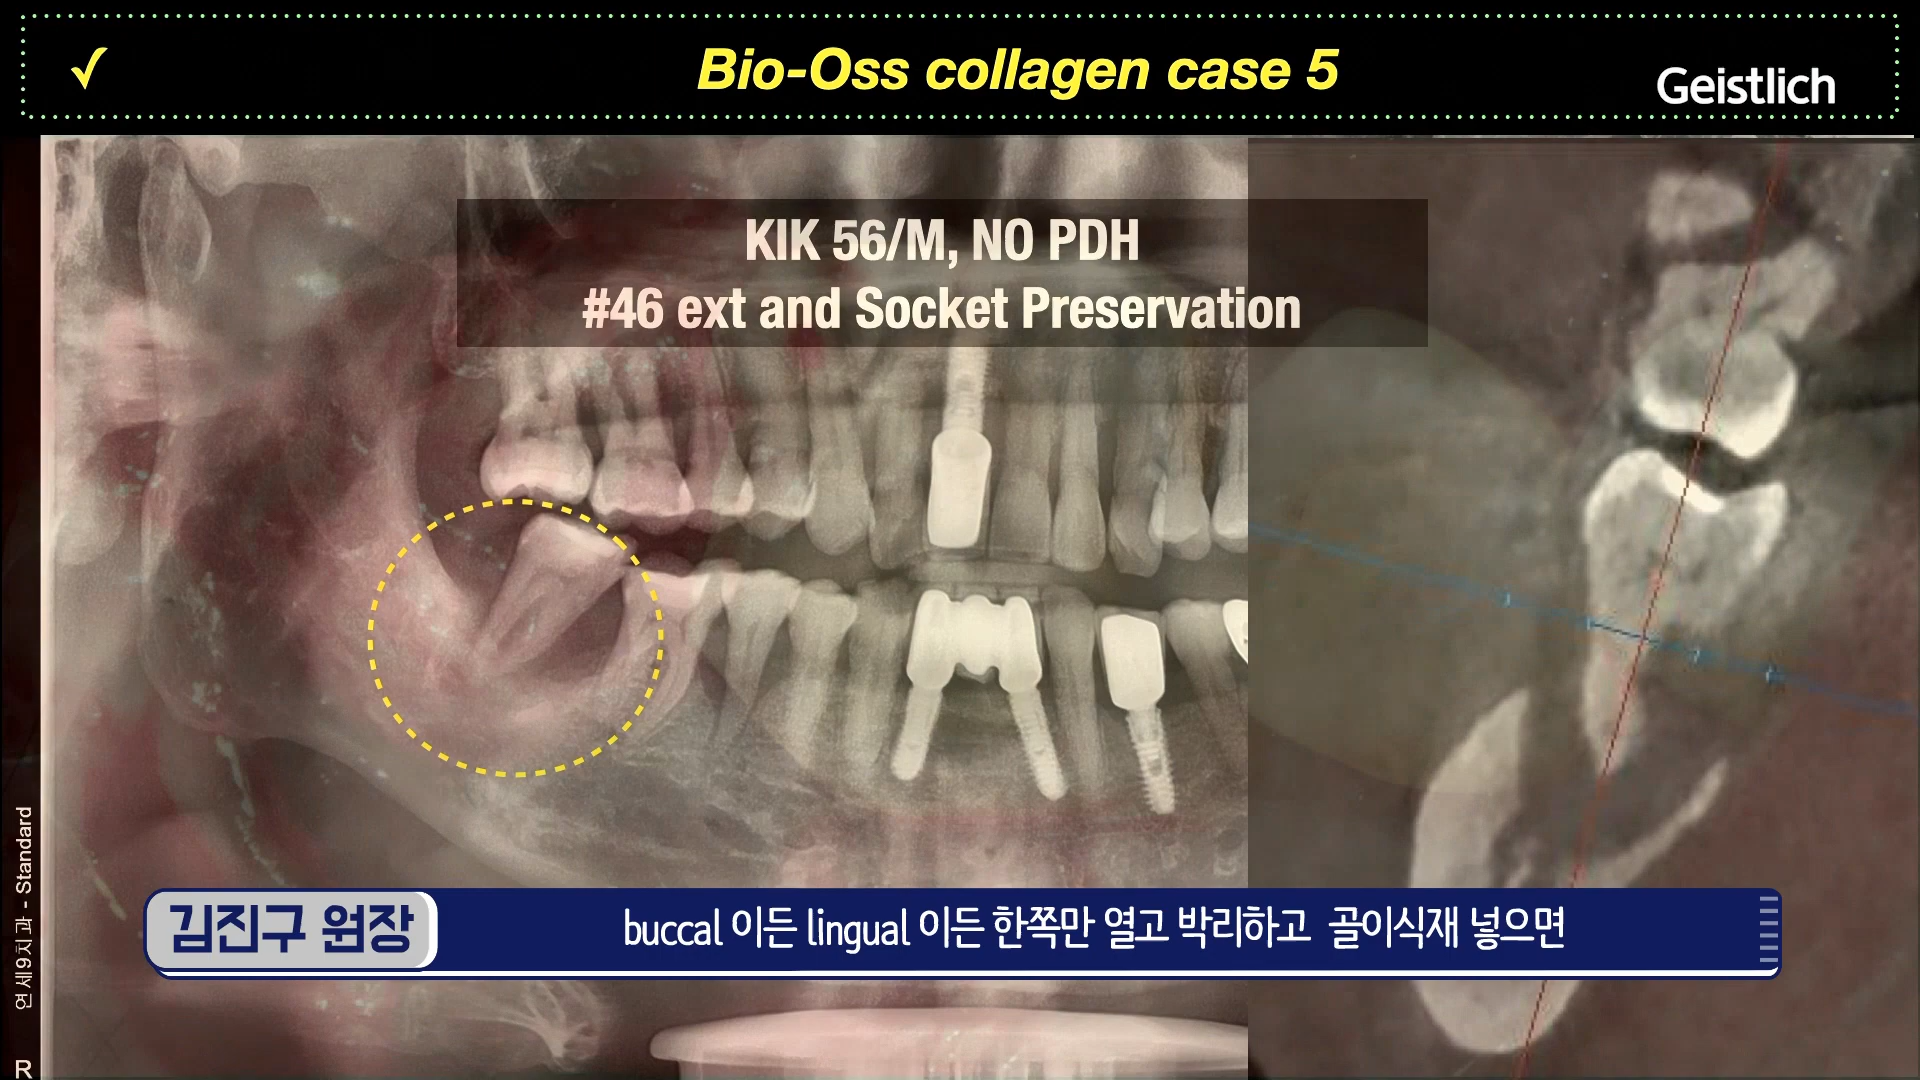 ✓ Bio-Oss collagen case 5
Geistlich
KIK 56/M, NO PDH
#46 ext and Socket Preservation
연세9치과 - Standard
R
김진구 원장
buccal 이든 lingual 이든 한쪽만 열고 박리하고 골이식재 넣으면